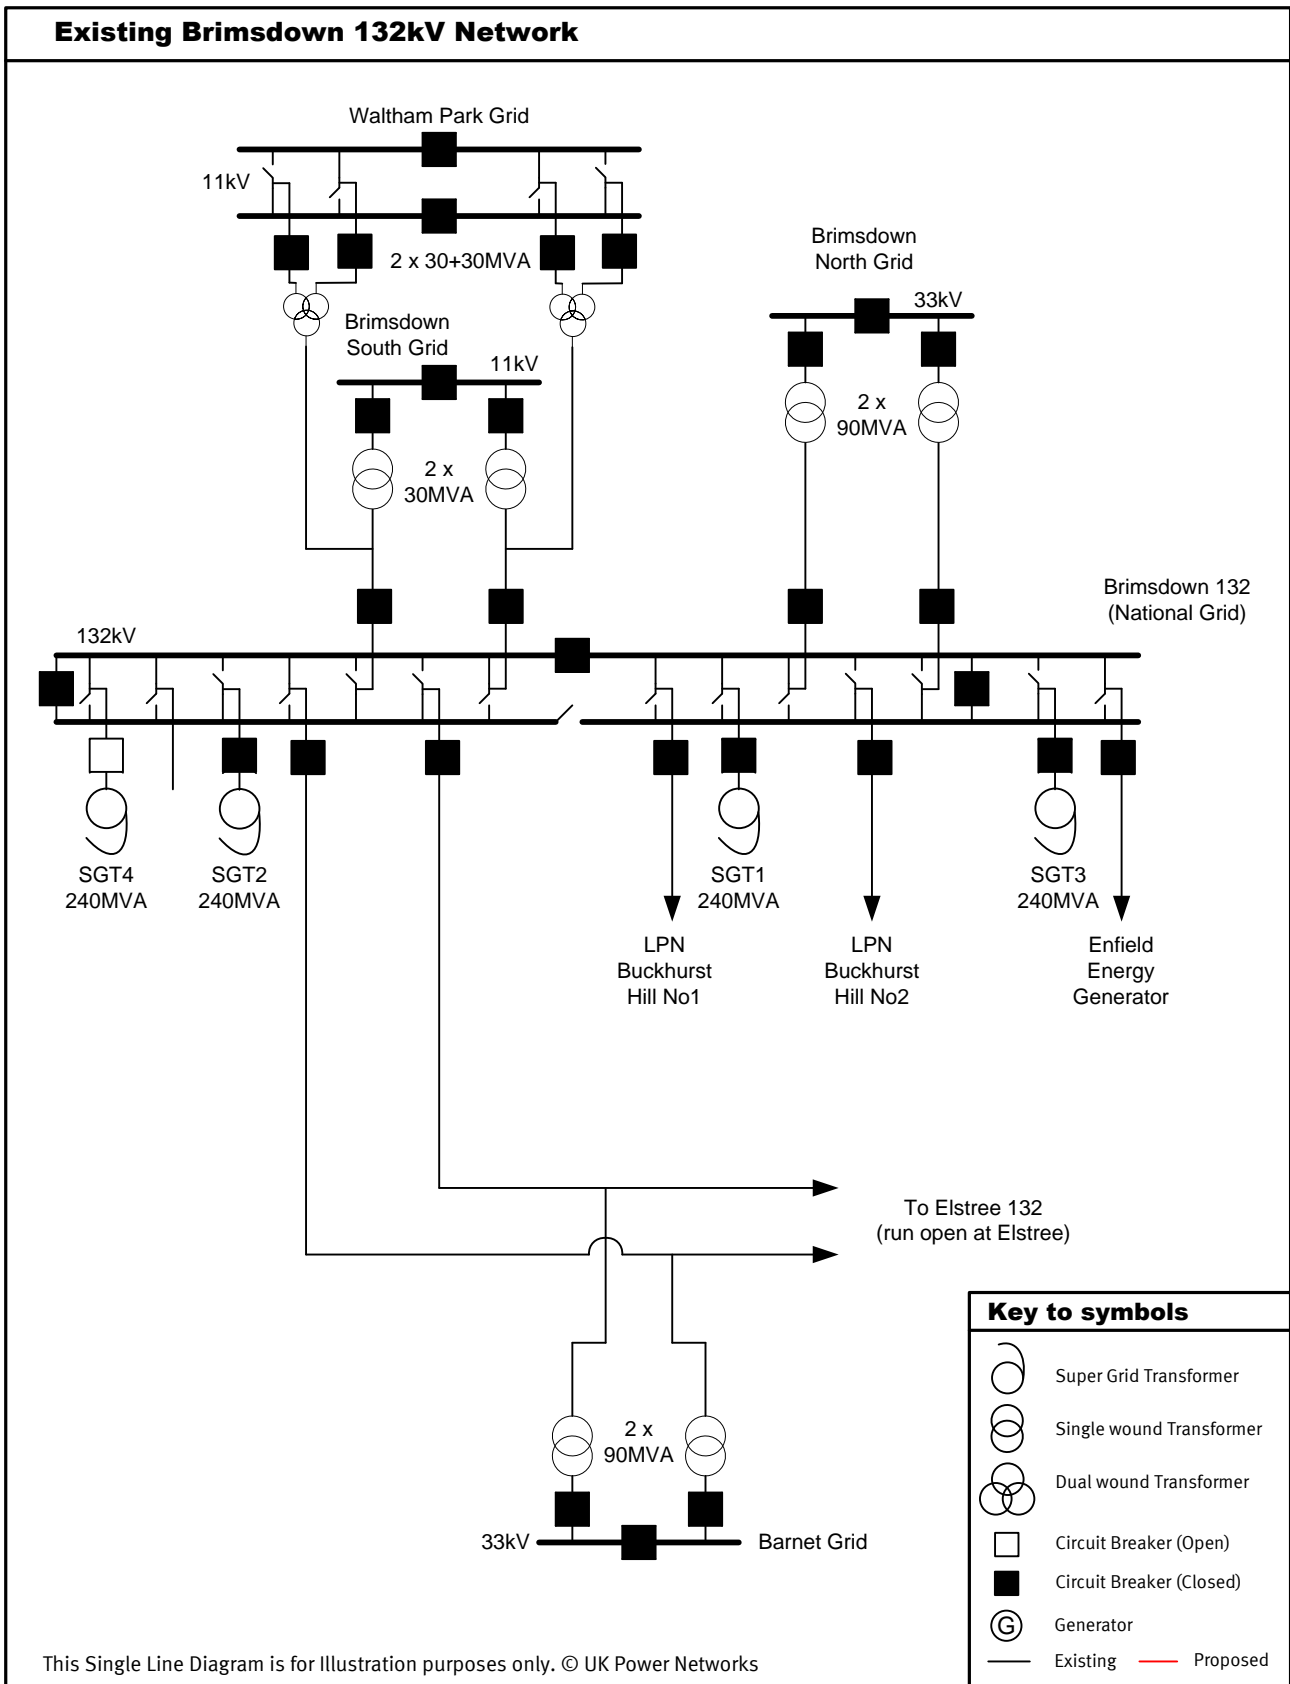 Existing Brimsdown 132kV Network
Waltham Park Grid
11kV
2 x 30+30MVA
Brimsdown
North Grid
33kV
Brimsdown
South Grid
11kV
2 x
90MVA
2 x
30MVA
Brimsdown 132
(National Grid)
132kV
SGT4
240MVA
SGT2
240MVA
SGT1
240MVA
SGT3
240MVA
LPN
Buckhurst
Hill No1
LPN
Buckhurst
Hill No2
Enfield
Energy
Generator
To Elstree 132
(run open at Elstree)
2 x
90MVA
33kV
Barnet Grid
Key to symbols
Super Grid Transformer
Single wound Transformer
Dual wound Transformer
Circuit Breaker (Open)
Circuit Breaker (Closed)
G
Generator
Existing
Proposed
This Single Line Diagram is for Illustration purposes only. © UK Power Networks